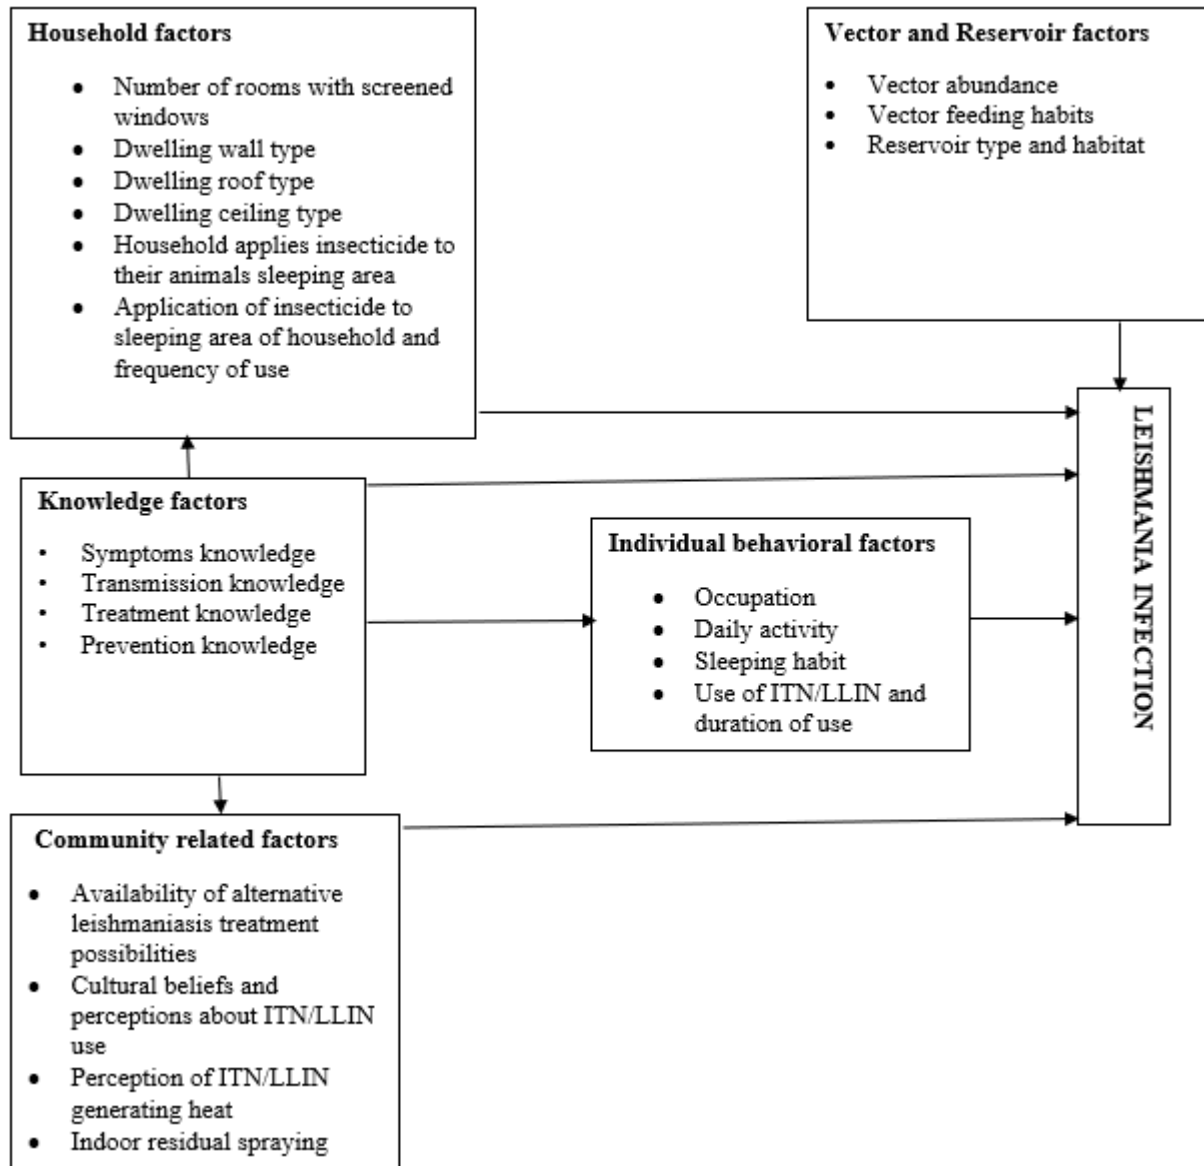 Household factors
● Number of rooms with screened
windows
● Dwelling wall type
● Dwelling roof type
● Dwelling ceiling type
● Household applies insecticide to
their animals sleeping area
● Application of insecticide to
sleeping area of household and
frequency of use
Vector and Reservoir factors
• Vector abundance
• Vector feeding habits
• Reservoir type and habitat
Knowledge factors
• Symptoms knowledge
• Transmission knowledge
• Treatment knowledge
• Prevention knowledge
Individual behavioral factors
● Occupation
● Daily activity
● Sleeping habit
● Use of ITN/LLIN and
duration of use
LEISHMANIA INFECTION
Community related factors
● Availability of alternative
leishmaniasis treatment
possibilities
● Cultural beliefs and
perceptions about ITN/LLIN
use
● Perception of ITN/LLIN
generating heat
● Indoor residual spraying